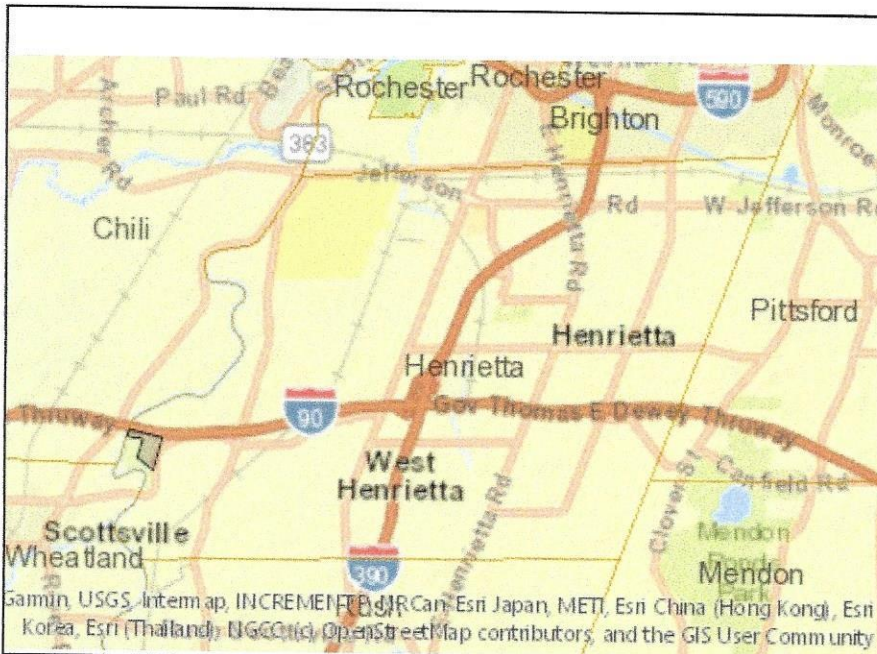 Rochester Rochester
Paul Rd
590
Brighton
Archer Rd
383
E Henrietta Rd
Monroe
Jefferson Rd
W Jefferson Rd
Chili
Pittsford
Henrietta
Henrietta
90
Thruway
Gov Thomas E Dewey Thruway
West
Henrietta
Clover St
Canfield Rd
Henrietta Rd
Scottsville
Wheatland
Mendon
Ponds
Park
Mendon
390
Garmin, USGS, Intermap, INCREMENT P, NRCan, Esri Japan, METI, Esri China (Hong Kong), Esri
Korea, Esri (Thailand), NGCC, (c) OpenStreetMap contributors, and the GIS User Community